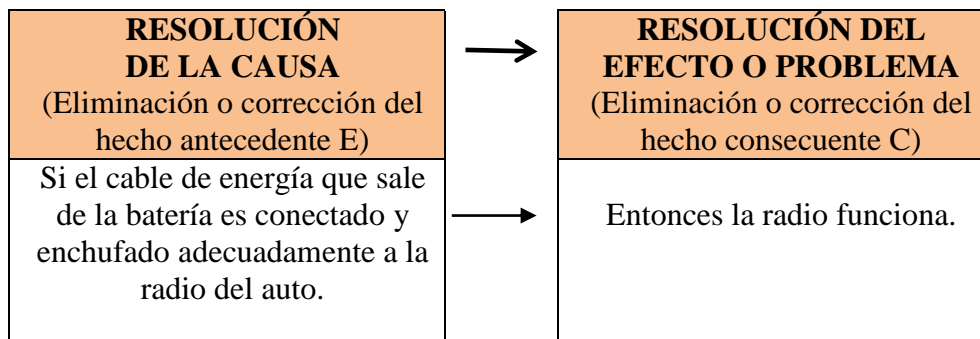 RESOLUCIÓN
DE LA CAUSA
(Eliminación o corrección del
hecho antecedente E)
Si el cable de energía que sale
de la batería es conectado y
enchufado adecuadamente a la
radio del auto.
RESOLUCIÓN DEL
EFECTO O PROBLEMA
(Eliminación o corrección del
hecho consecuente C)
Entonces la radio funciona.